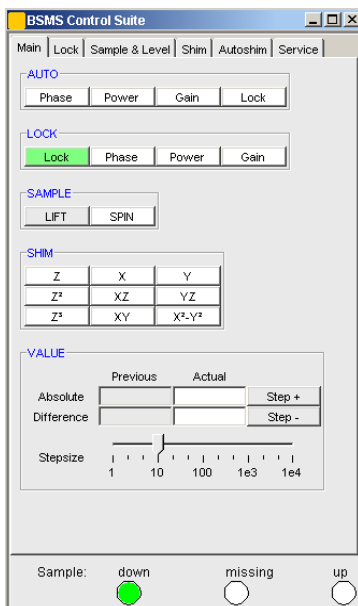 BSMS Control Suite
Main Lock Sample & Level Shim Autoshim Service
AUTO
Phase Power Gain Lock
LOCK
Lock Phase Power Gain
SAMPLE
LIFT SPIN
SHIM
Z X Y
Z² XZ YZ
Z³ XY X²-Y²
VALUE
Previous Actual
Absolute Step +
Difference Step -
Stepsize
1 10 100 1e3 1e4
Sample: down missing up